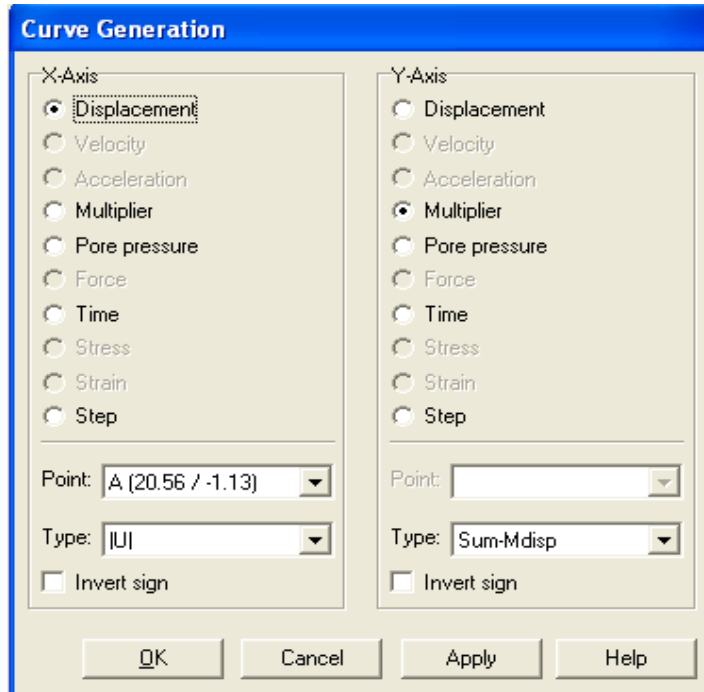 Curve Generation
X-Axis
Displacement
Velocity
Acceleration
Multiplier
Pore pressure
Force
Time
Stress
Strain
Step
Point: A (20.56 / -1.13)
Type: |U|
Invert sign
Y-Axis
Displacement
Velocity
Acceleration
Multiplier
Pore pressure
Force
Time
Stress
Strain
Step
Point:
Type: Sum-Mdisp
Invert sign
OK Cancel Apply Help